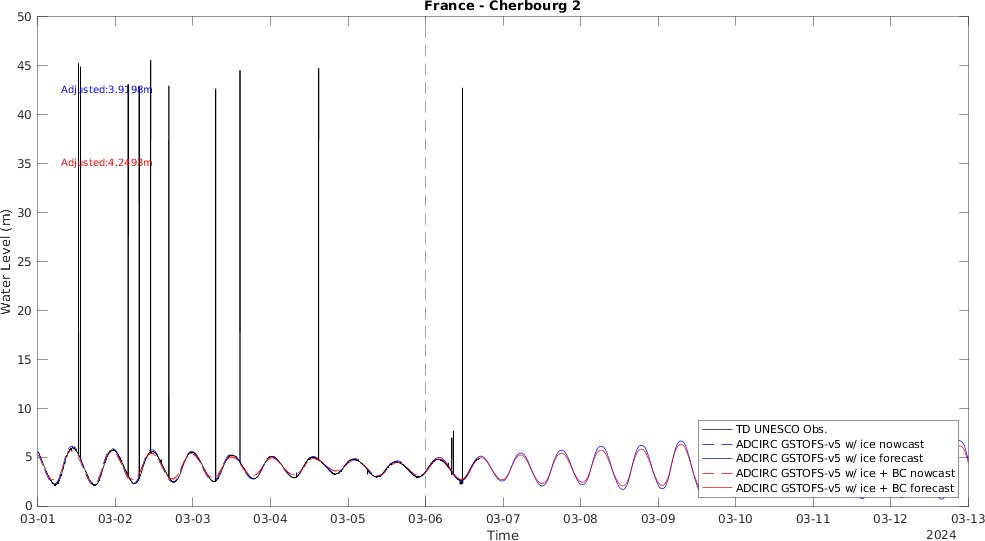 France - Cherbourg 2
50
45
40
35
30
25
20
15
10
5
0
Water Level (m)
Adjusted:3.9198m
Adjusted:4.2493m
TD UNESCO Obs.
ADCIRC GSTOFS-v5 w/ ice nowcast
ADCIRC GSTOFS-v5 w/ ice forecast
ADCIRC GSTOFS-v5 w/ ice + BC nowcast
ADCIRC GSTOFS-v5 w/ ice + BC forecast
03-01 03-02 03-03 03-04 03-05 03-06 03-07 03-08 03-09 03-10 03-11 03-12 03-13
Time
2024